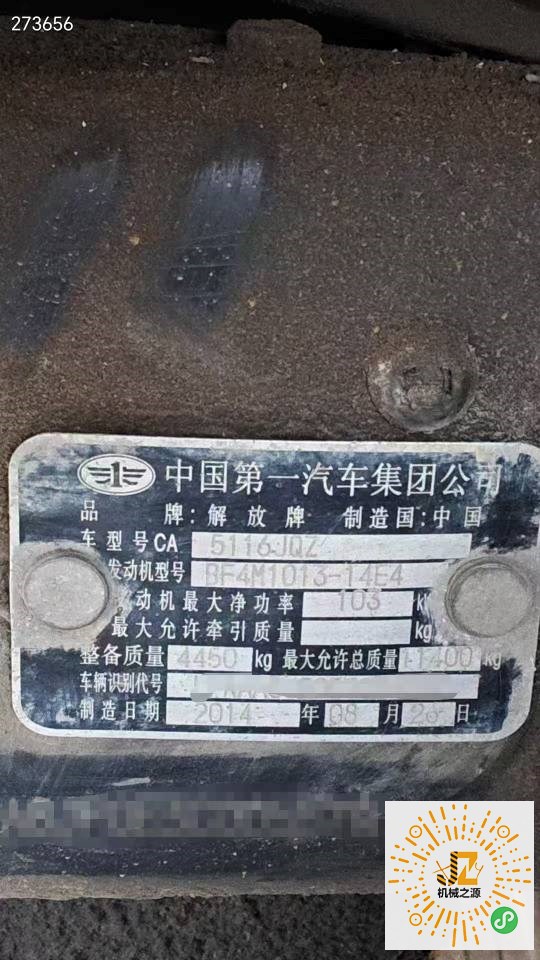 273656
中国第一汽车集团公司
品 牌:解放牌 制造国:中国
车型号CA 5116JQZ
发动机型号 BF4M1013-14E4
动机最大净功率 103 k
最大允许牵引质量 kg
整备质量 4450 kg 最大允许总质量 11400 kg
车辆识别代号
制造日期 2014 年 08 月 26 日
JZ
机械之源